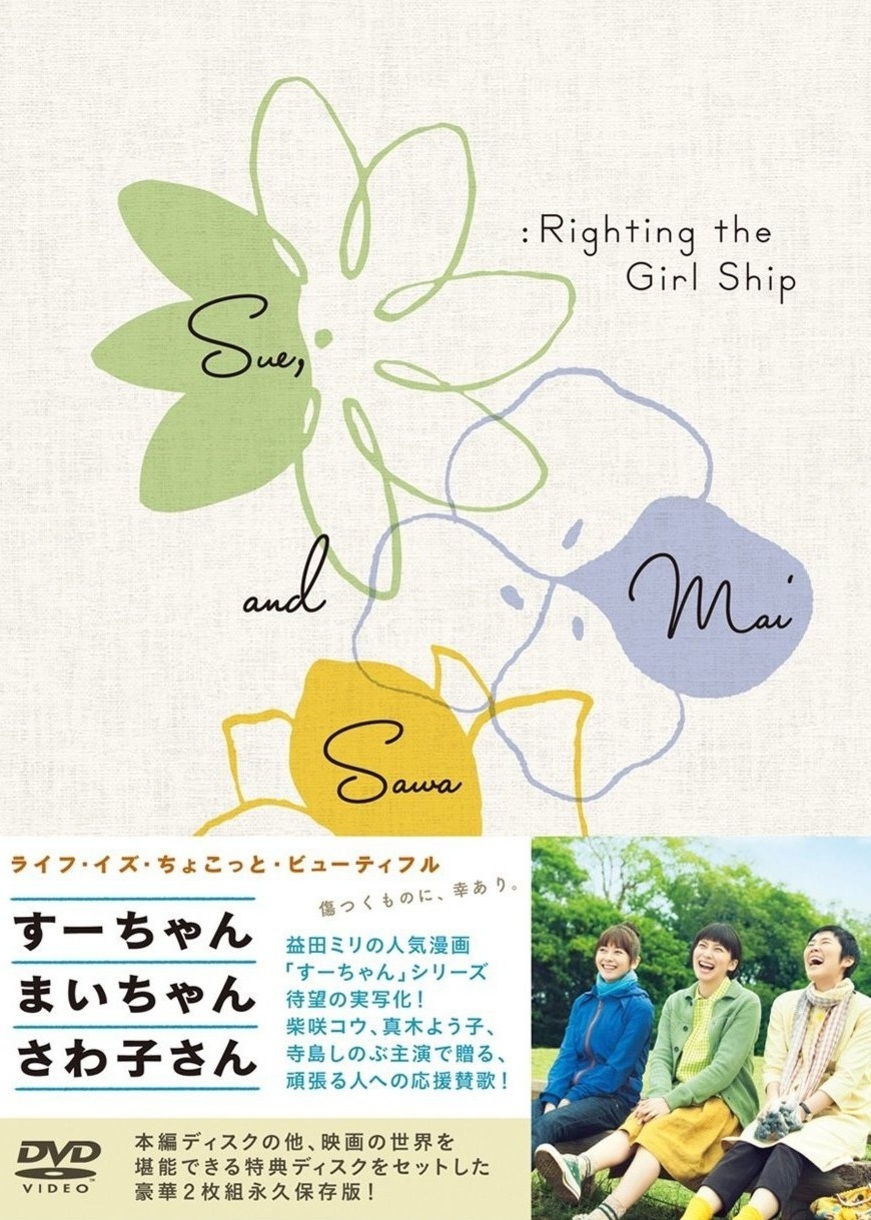 :Righting the
Girl Ship
Sue,
Mai
and
Sawa
ライフ・イズ・ちょこっと・ビューティフル
すーちゃん
まいちゃん
さわ子さん
傷つくものに、幸あり。
益田ミリの人気漫画
「すーちゃん」シリーズ
待望の実写化！
柴咲コウ、真木よう子、
寺島しのぶ主演で贈る、
頑張る人への応援賛歌！
DVD
VIDEO™
本編ディスクの他、映画の世界を
堪能できる特典ディスクをセットした
豪華2枚組永久保存版！